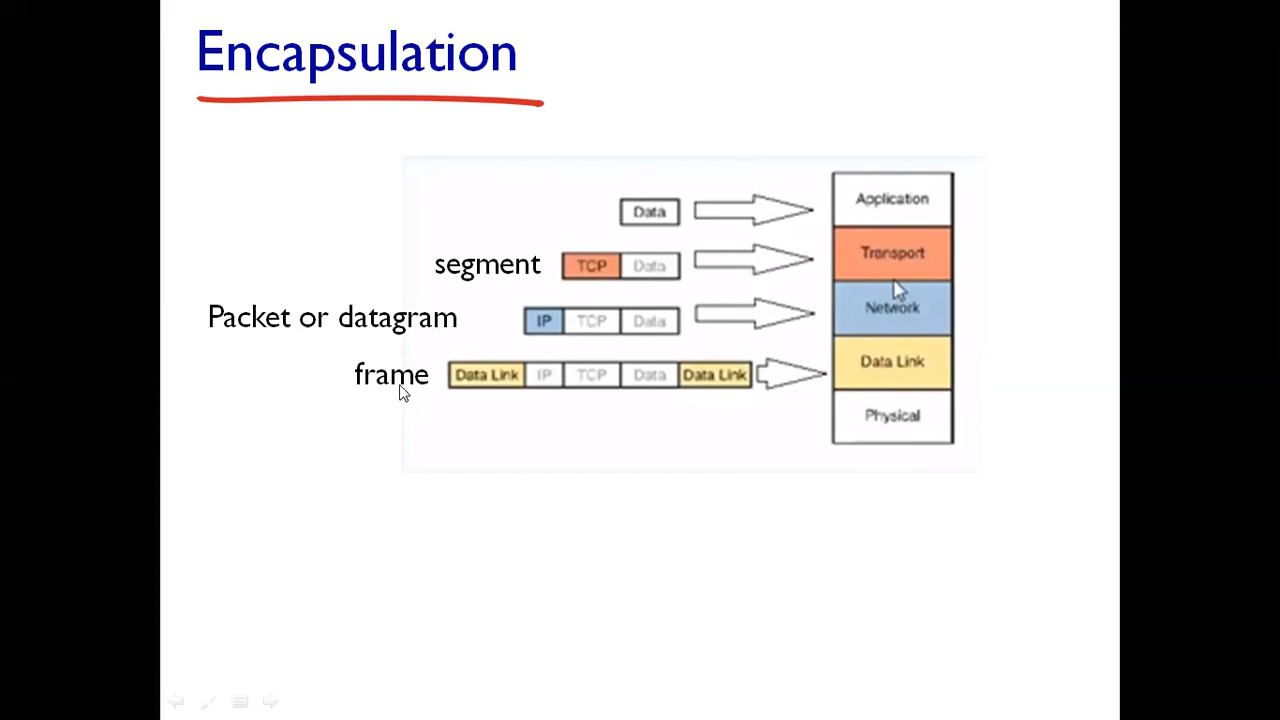 Encapsulation
Data
Application
segment
TCP Data
Transport
Packet or datagram
IP TCP Data
Network
frame
Data Link IP TCP Data Data Link
Data Link
Physical